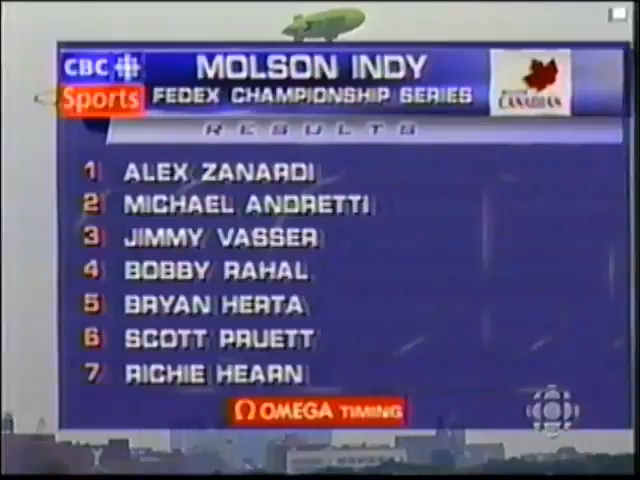 CBC
Sports
MOLSON INDY
FEDEX CHAMPIONSHIP SERIES
CANADIAN
RESULTS
1 ALEX ZANARDI
2 MICHAEL ANDRETTI
3 JIMMY VASSER
4 BOBBY RAHAL
5 BRYAN HERTA
6 SCOTT PRUETT
7 RICHIE HEARN
Ω OMEGA TIMING